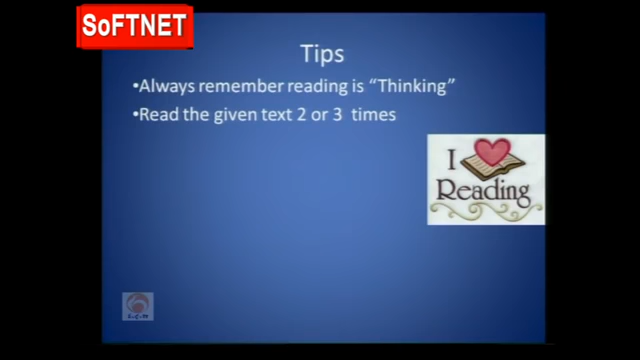 SoFTNET
Tips
•Always remember reading is “Thinking”
•Read the given text 2 or 3 times
I
Reading